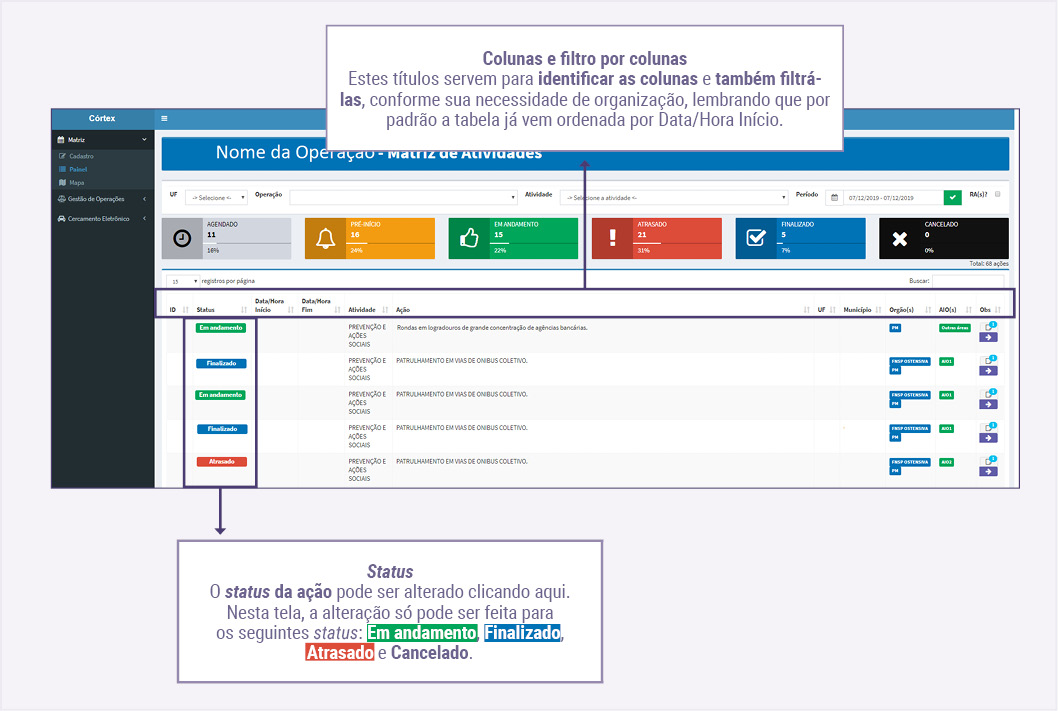 Colunas e filtro por colunas
Estes títulos servem para identificar as colunas e também filtrá-
las, conforme sua necessidade de organização, lembrando que por
padrão a tabela já vem ordenada por Data/Hora Início.
Córtex
Matriz
Cadastro
Painel
Mapa
Gestão de Operações
Cercamento Eletrônico
Nome da Operação - Matriz de Atividades
UF -> Selecione <- Operação Atividade -> Selecione a atividade <- Período 07/12/2019 - 07/12/2019 RA(s)?
AGENDADO
11
16%
PRÉ-INÍCIO
16
24%
EM ANDAMENTO
15
22%
ATRASADO
21
31%
FINALIZADO
5
7%
CANCELADO
0
0%
Total: 68 ações
15 registros por página Buscar:
ID Status Data/Hora Início Data/Hora Fim Atividade Ação UF Município Orgão(s) AIO(s) Obs
Em andamento PREVENÇÃO E AÇÕES SOCIAIS Rondas em logradouros de grande concentração de agências bancárias. PM Outras áreas 1
Finalizado PREVENÇÃO E AÇÕES SOCIAIS PATRULHAMENTO EM VIAS DE ONIBUS COLETIVO. FNSP OSTENSIVA PM AIO1 1
Em andamento PREVENÇÃO E AÇÕES SOCIAIS PATRULHAMENTO EM VIAS DE ONIBUS COLETIVO. FNSP OSTENSIVA PM AIO1 1
Finalizado PREVENÇÃO E AÇÕES SOCIAIS PATRULHAMENTO EM VIAS DE ONIBUS COLETIVO. FNSP OSTENSIVA PM AIO1 1
Atrasado PREVENÇÃO E AÇÕES SOCIAIS PATRULHAMENTO EM VIAS DE ONIBUS COLETIVO. FNSP OSTENSIVA PM AIO2 1
Status
O status da ação pode ser alterado clicando aqui.
Nesta tela, a alteração só pode ser feita para
os seguintes status: Em andamento, Finalizado,
Atrasado e Cancelado.